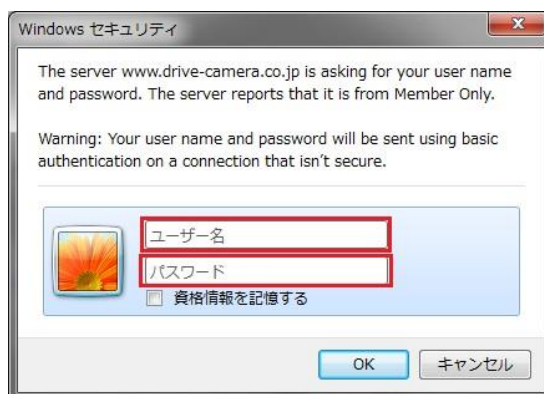 Windows セキュリティ
The server www.drive-camera.co.jp is asking for your user name
and password. The server reports that it is from Member Only.
Warning: Your user name and password will be sent using basic
authentication on a connection that isn't secure.
ユーザー名
パスワード
資格情報を記憶する
OK
キャンセル